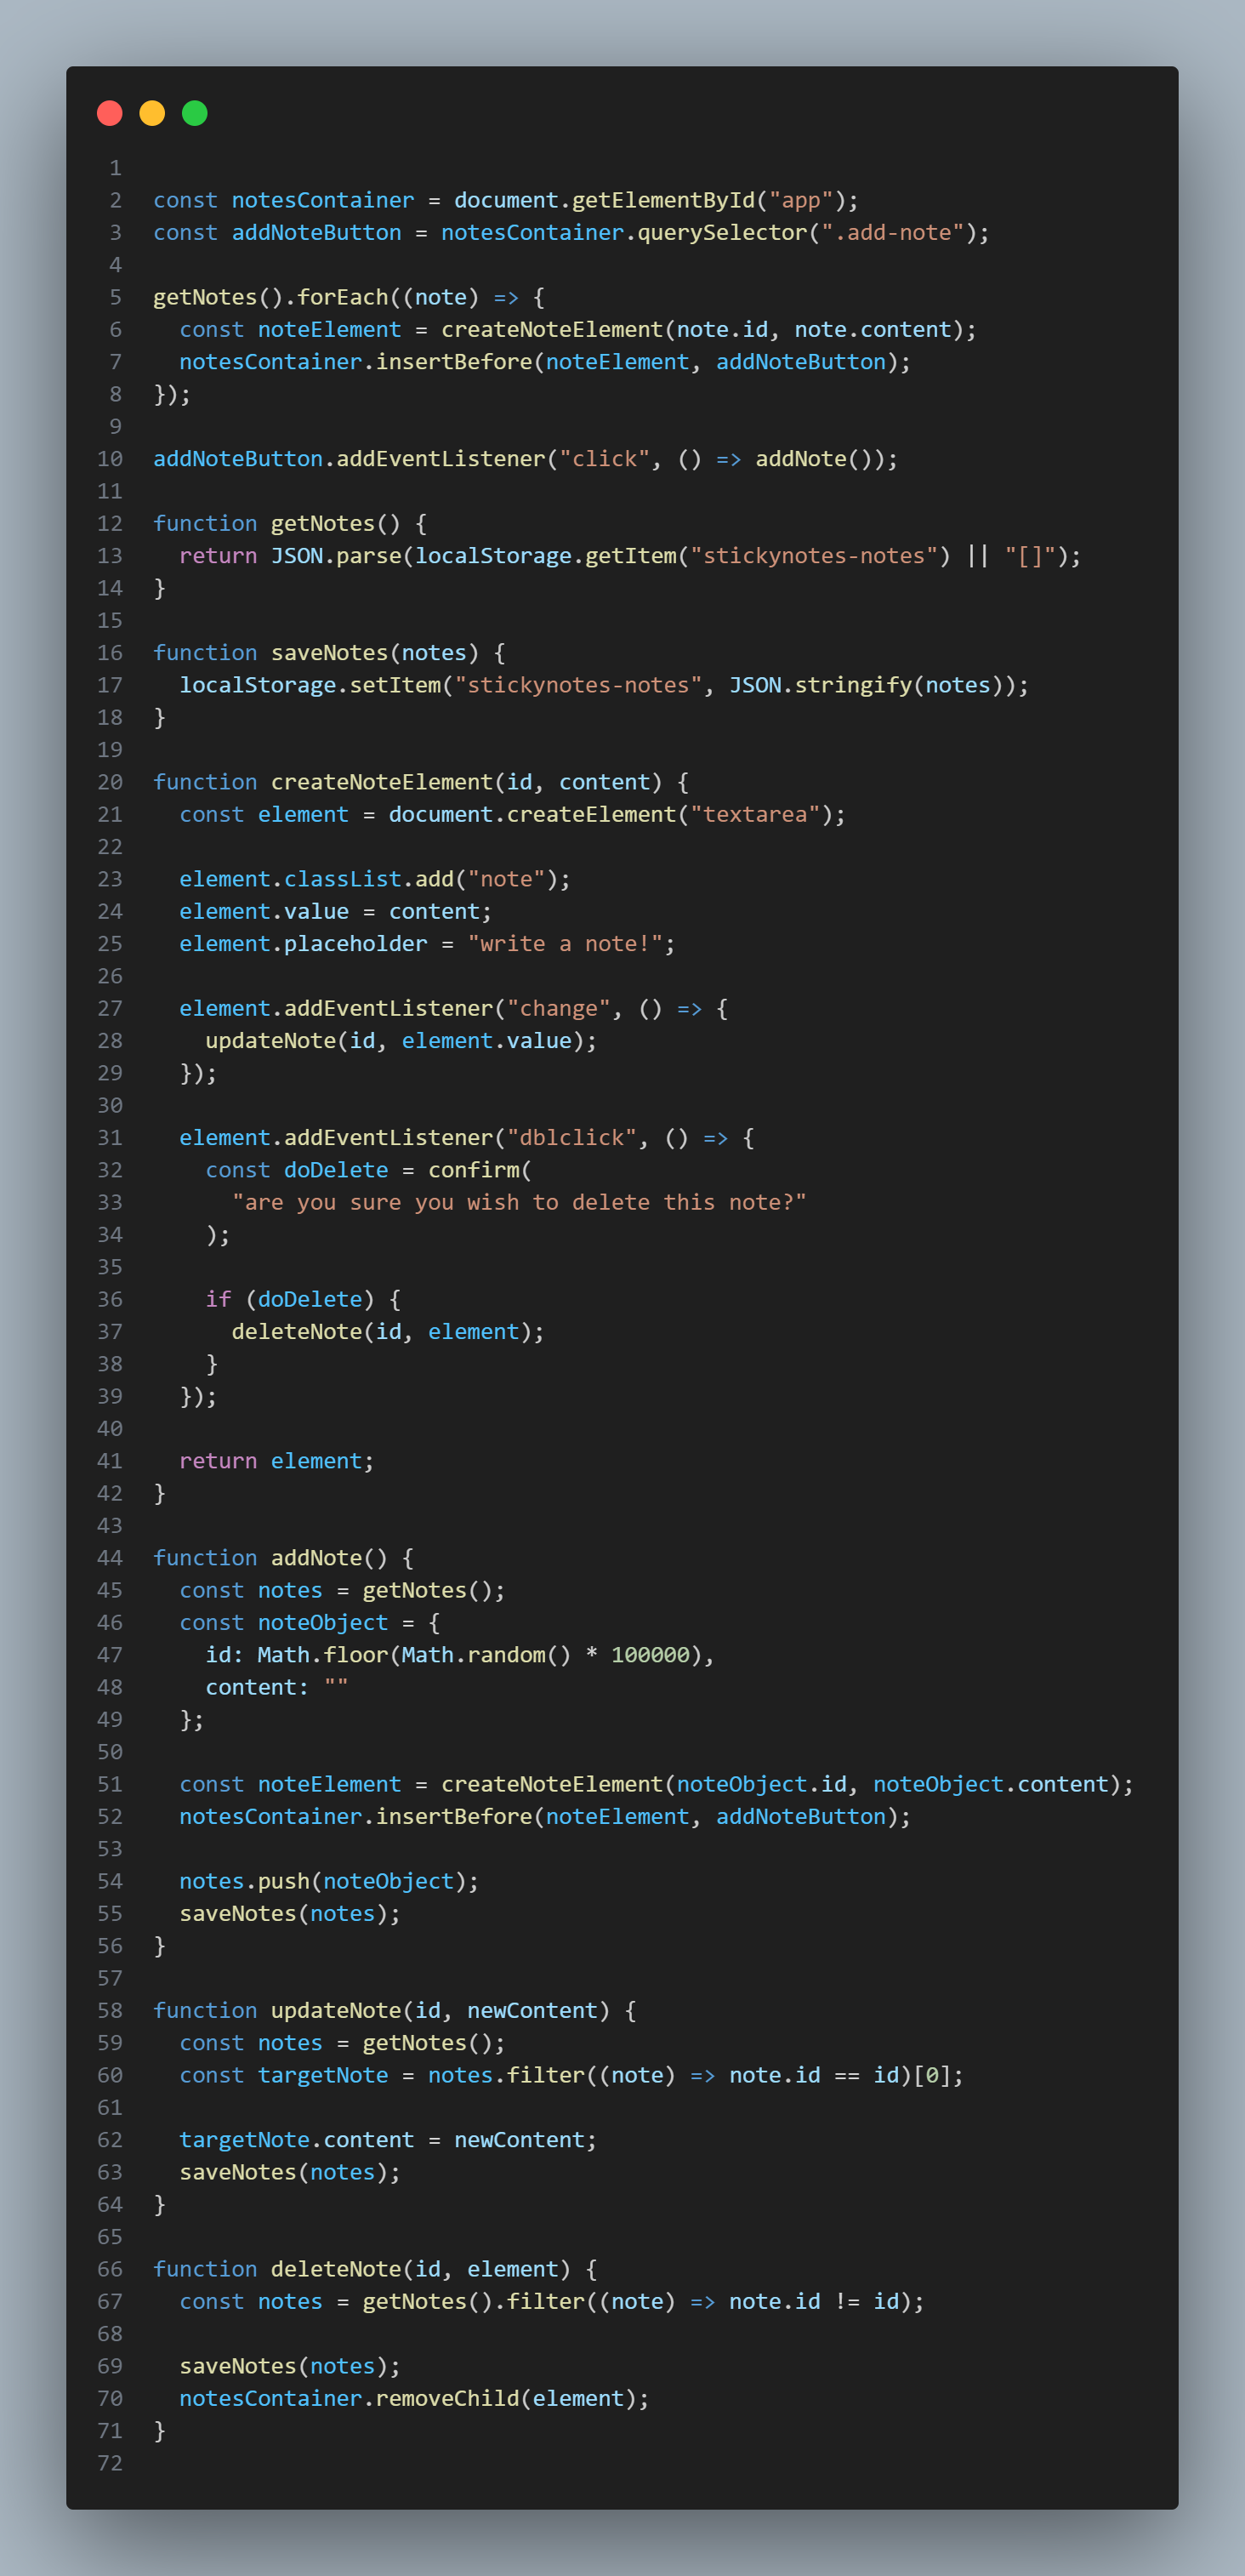 1
2 const notesContainer = document.getElementById("app");
3 const addNoteButton = notesContainer.querySelector(".add-note");
4
5 getNotes().forEach((note) => {
6   const noteElement = createNoteElement(note.id, note.content);
7   notesContainer.insertBefore(noteElement, addNoteButton);
8 });
9
10 addNoteButton.addEventListener("click", () => addNote());
11
12 function getNotes() {
13   return JSON.parse(localStorage.getItem("stickynotes-notes") || "[]");
14 }
15
16 function saveNotes(notes) {
17   localStorage.setItem("stickynotes-notes", JSON.stringify(notes));
18 }
19
20 function createNoteElement(id, content) {
21   const element = document.createElement("textarea");
22
23   element.classList.add("note");
24   element.value = content;
25   element.placeholder = "write a note!";
26
27   element.addEventListener("change", () => {
28     updateNote(id, element.value);
29   });
30
31   element.addEventListener("dblclick", () => {
32     const doDelete = confirm(
33       "are you sure you wish to delete this note?"
34     );
35
36     if (doDelete) {
37       deleteNote(id, element);
38     }
39   });
40
41   return element;
42 }
43
44 function addNote() {
45   const notes = getNotes();
46   const noteObject = {
47     id: Math.floor(Math.random() * 100000),
48     content: ""
49   };
50
51   const noteElement = createNoteElement(noteObject.id, noteObject.content);
52   notesContainer.insertBefore(noteElement, addNoteButton);
53
54   notes.push(noteObject);
55   saveNotes(notes);
56 }
57
58 function updateNote(id, newContent) {
59   const notes = getNotes();
60   const targetNote = notes.filter((note) => note.id == id)[0];
61
62   targetNote.content = newContent;
63   saveNotes(notes);
64 }
65
66 function deleteNote(id, element) {
67   const notes = getNotes().filter((note) => note.id != id);
68
69   saveNotes(notes);
70   notesContainer.removeChild(element);
71 }
72